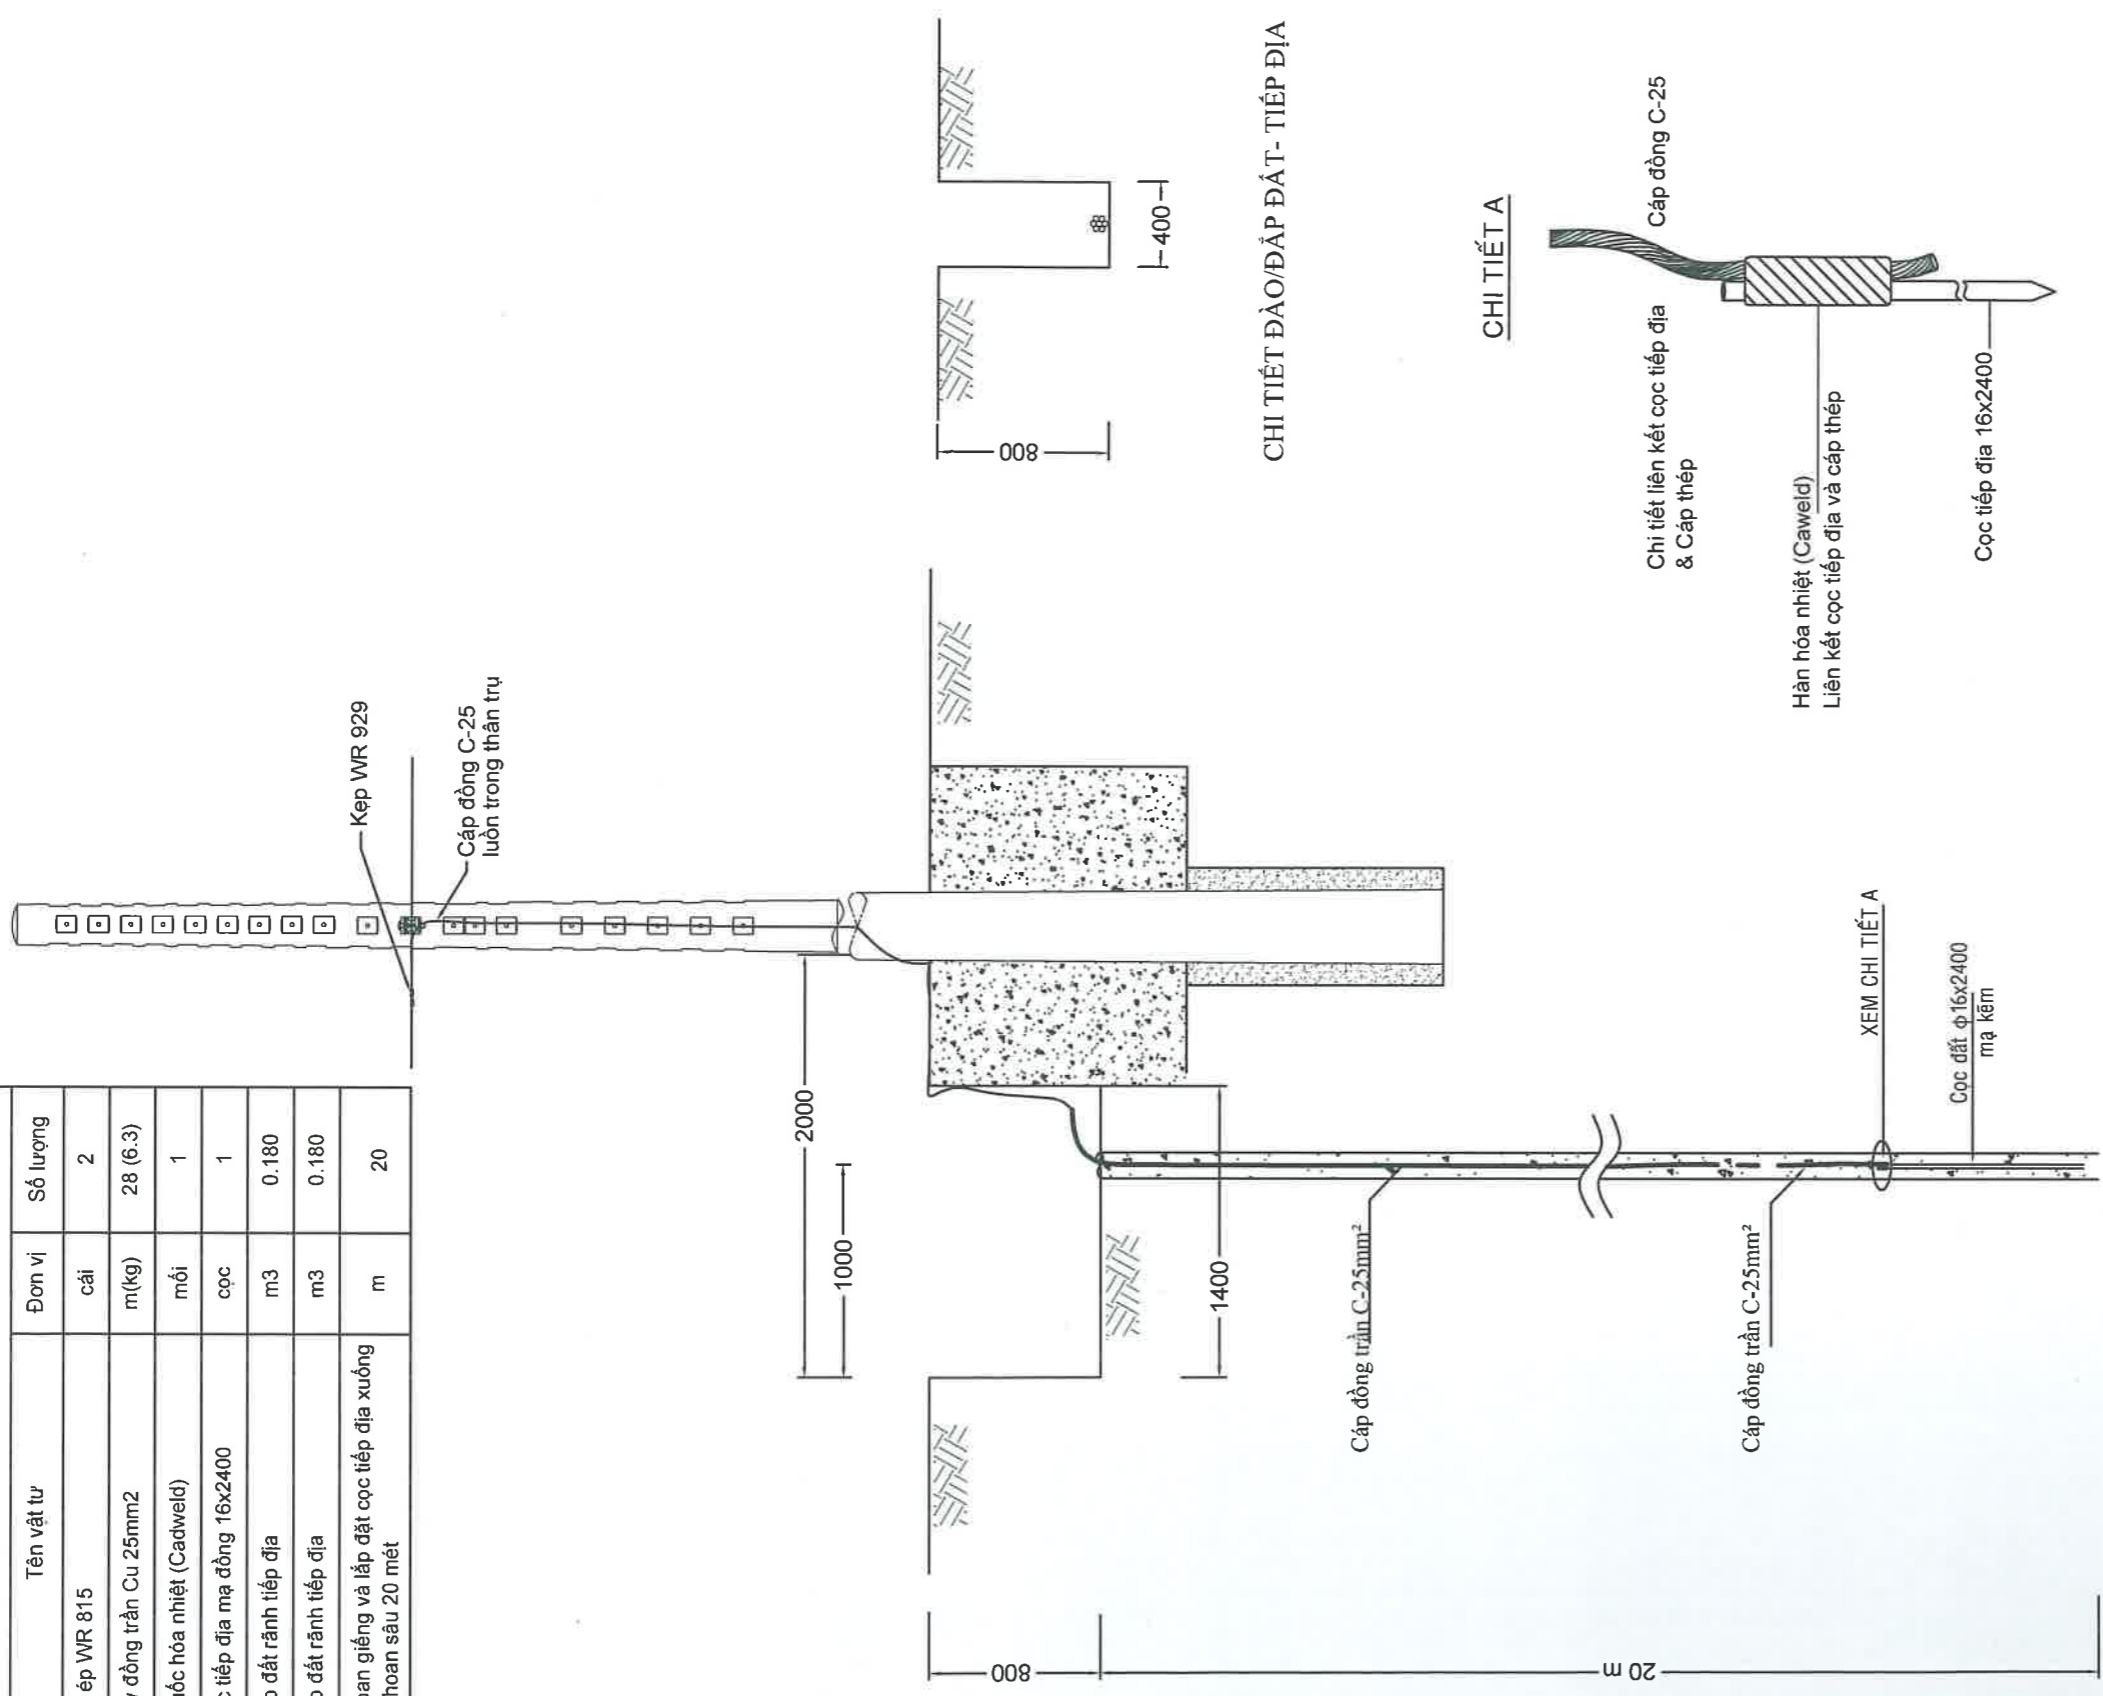 Tên vật tư Đơn vị Số lượng
ép WR 815 cái 2
đồng trần Cu 25mm2 m(kg) 28 (6.3)
hóa nhiệt (Cadweld) mối 1
tiếp địa mạ đồng 16x2400 cọc 1
đất rãnh tiếp địa m3 0.180
đất rãnh tiếp địa m3 0.180
giếng và lắp đặt cọc tiếp địa xuống m 20
sâu 20 mét
Kẹp WR 929
Cáp đồng C-25
luồn trong thân trụ
2000
1000
1400
800
20 m
Cáp đồng trần C-25mm²
Cáp đồng trần C-25mm²
XEM CHI TIẾT A
Cọc đất ϕ16x2400
mạ kẽm
800
400
CHI TIẾT ĐÀO/ĐẮP ĐẤT- TIẾP ĐỊA
CHI TIẾT A
Chi tiết liên kết cọc tiếp địa
& Cáp thép
Cáp đồng C-25
Hàn hóa nhiệt (Caweld)
Liên kết cọc tiếp địa và cáp thép
Cọc tiếp địa 16x2400